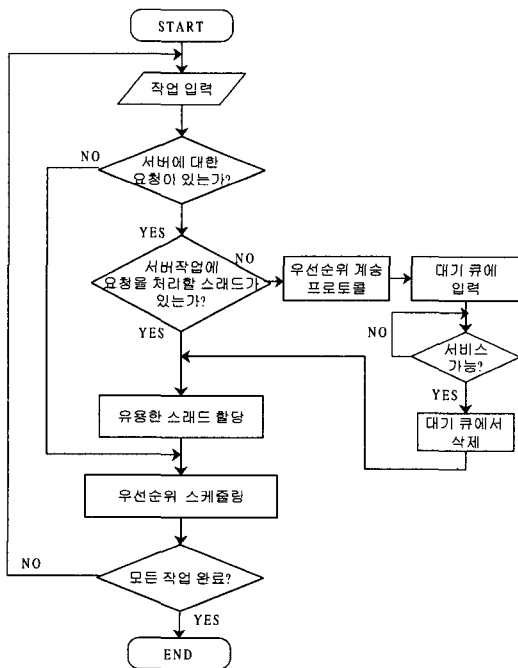 START
작업 입력
NO
서버에 대한
요청이 있는가?
YES
서버작업에
요청을 처리할 스래드가
있는가?
NO
우선순위 계승
프로토콜
대기 큐에
입력
NO
서비스
가능?
YES
YES
대기 큐에서
삭제
유용한 스래드 할당
우선순위 스케줄링
NO
모든 작업 완료?
YES
END